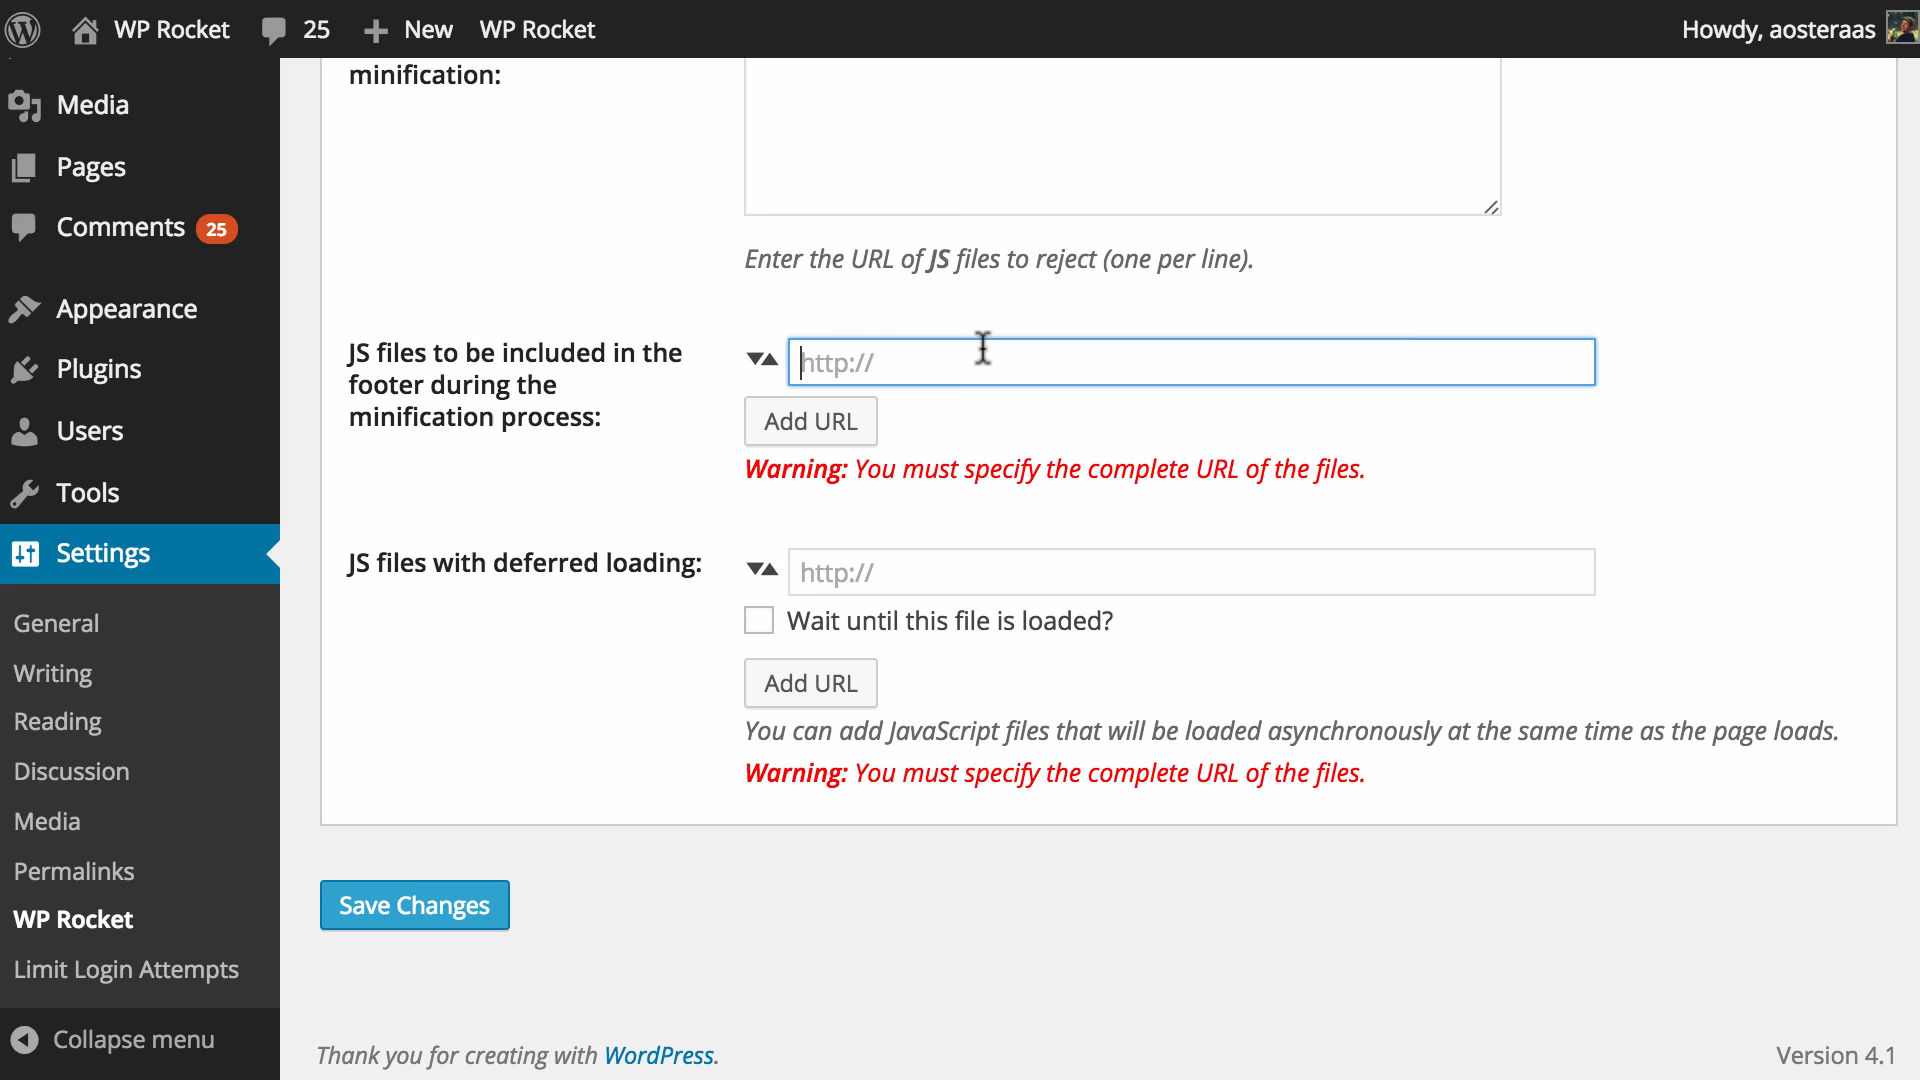 WP Rocket 25 New WP Rocket Howdy, aosteraas
Media
Pages
Comments 25
Appearance
Plugins
Users
Tools
Settings
General
Writing
Reading
Discussion
Media
Permalinks
WP Rocket
Limit Login Attempts
Collapse menu
minification:
Enter the URL of JS files to reject (one per line).
JS files to be included in the
footer during the
minification process:
http://
Add URL
Warning: You must specify the complete URL of the files.
JS files with deferred loading:
http://
Wait until this file is loaded?
Add URL
You can add JavaScript files that will be loaded asynchronously at the same time as the page loads.
Warning: You must specify the complete URL of the files.
Save Changes
Thank you for creating with WordPress.
Version 4.1